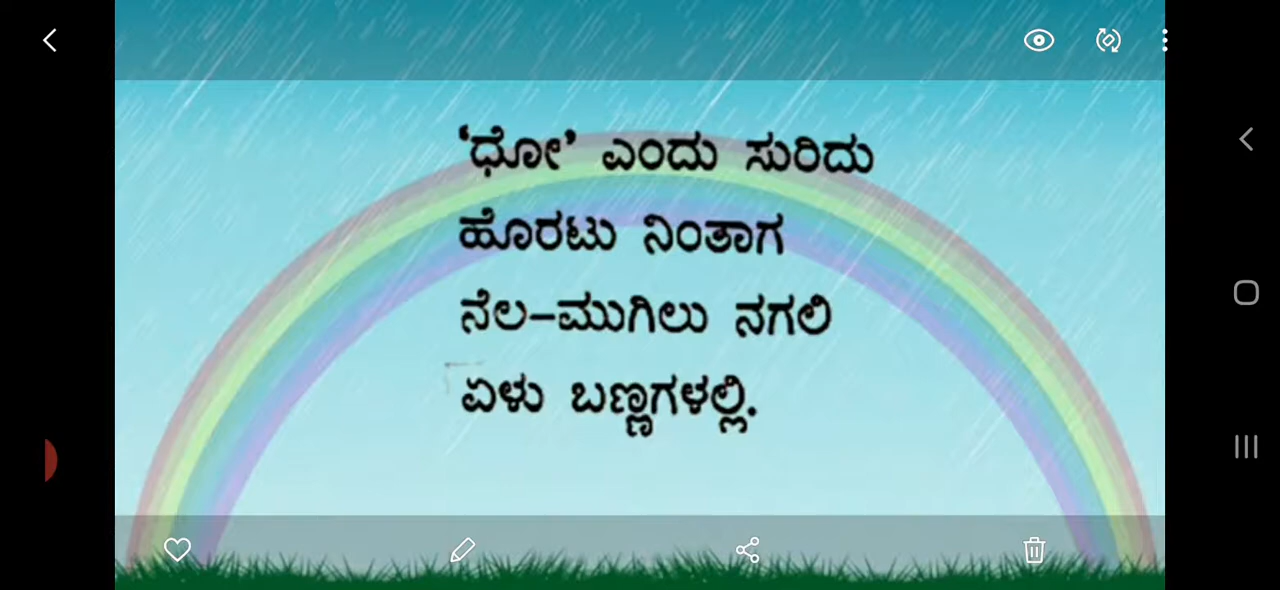 ‘ಧೋ’ ಎಂದು ಸುರಿದು
ಹೊರಟು ನಿಂತಾಗ
ನೆಲ–ಮುಗಿಲು ನಗಲಿ
ಏಳು ಬಣ್ಣಗಳಲ್ಲಿ.